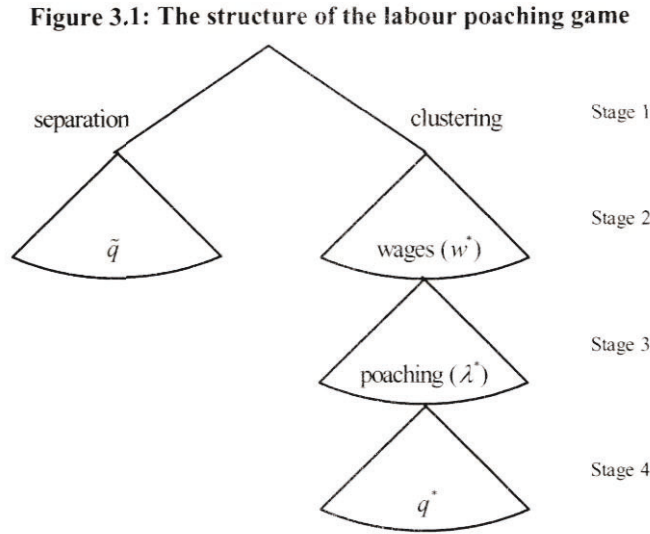 Figure 3.1: The structure of the labour poaching game
separation
clustering
Stage 1
q̃
wages (w*)
Stage 2
poaching (λ*)
Stage 3
q*
Stage 4